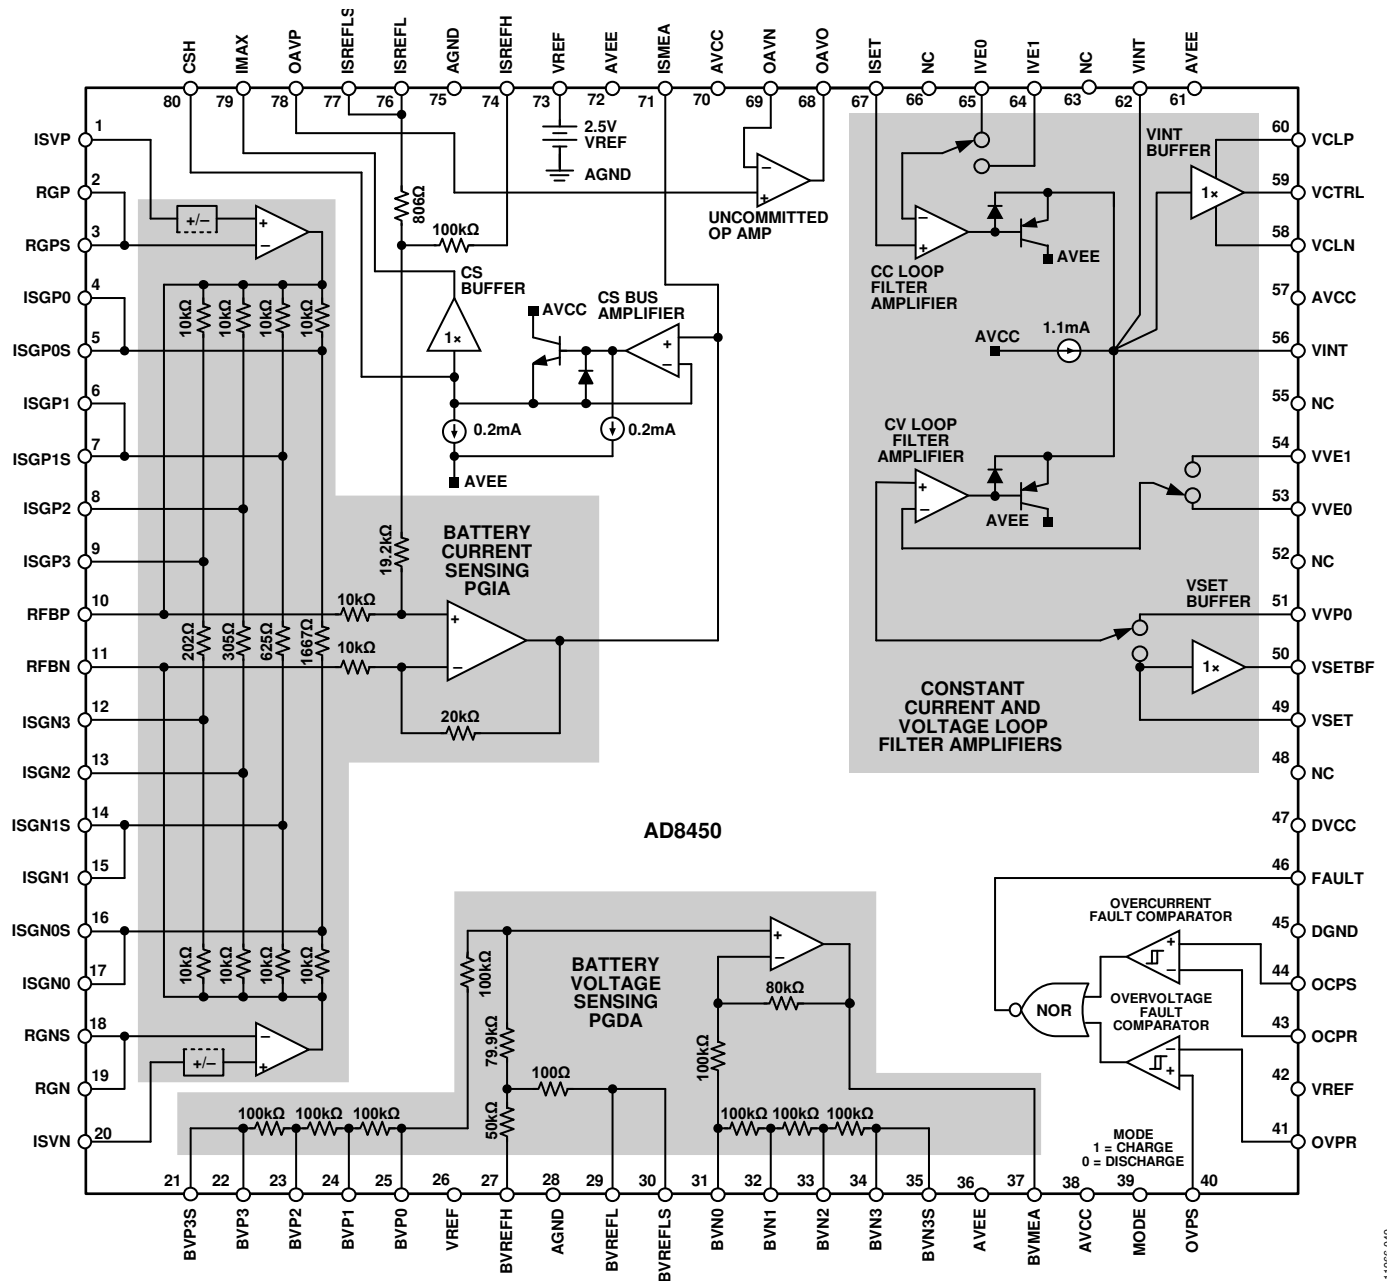 CSH
IMAX
OAVP
ISREFLS
ISREFL
AGND
ISREFH
VREF
AVEE
ISMEA
AVCC
OAVN
OAVO
ISET
NC
IVE0
IVE1
NC
VINT
AVEE
80
79
78
77
76
75
74
73
72
71
70
69
68
67
66
65
64
63
62
61
ISVP 1
RGP 2
RGPS 3
ISGP0 4
ISGP0S 5
ISGP1 6
ISGP1S 7
ISGP2 8
ISGP3 9
RFBP 10
RFBN 11
ISGN3 12
ISGN2 13
ISGN1S 14
ISGN1 15
ISGN0S 16
ISGN0 17
RGNS 18
RGN 19
ISVN 20
+/−
+
−
10kΩ
10kΩ
10kΩ
10kΩ
202Ω
305Ω
625Ω
1667Ω
10kΩ
10kΩ
10kΩ
10kΩ
+/−
−
+
806Ω
100kΩ
19.2kΩ
2.5V
VREF
AGND
−
+
UNCOMMITTED
OP AMP
CS
BUFFER
1×
AVCC
CS BUS
AMPLIFIER
+
−
0.2mA
0.2mA
AVEE
BATTERY
CURRENT
SENSING
PGIA
10kΩ
10kΩ
+
−
20kΩ
−
+
CC LOOP
FILTER
AMPLIFIER
AVEE
VINT
BUFFER
1×
AVCC
1.1mA
CV LOOP
FILTER
AMPLIFIER
+
−
AVEE
VSET
BUFFER
1×
CONSTANT
CURRENT AND
VOLTAGE LOOP
FILTER AMPLIFIERS
60 VCLP
59 VCTRL
58 VCLN
57 AVCC
56 VINT
55 NC
54 VVE1
53 VVE0
52 NC
51 VVP0
50 VSETBF
49 VSET
48 NC
47 DVCC
46 FAULT
45 DGND
44 OCPS
43 OCPR
42 VREF
41 OVPR
AD8450
BATTERY
VOLTAGE
SENSING
PGDA
100kΩ
79.9kΩ
100Ω
50kΩ
100kΩ
100kΩ
100kΩ
+
−
80kΩ
100kΩ
100kΩ
100kΩ
100kΩ
OVERCURRENT
FAULT COMPARATOR
+
−
NOR
OVERVOLTAGE
FAULT
COMPARATOR
−
+
MODE
1 = CHARGE
0 = DISCHARGE
21
22
23
24
25
26
27
28
29
30
31
32
33
34
35
36
37
38
39
40
BVP3S
BVP3
BVP2
BVP1
BVP0
VREF
BVREFH
AGND
BVREFL
BVREFLS
BVN0
BVN1
BVN2
BVN3
BVN3S
AVEE
BVMEA
AVCC
MODE
OVPS